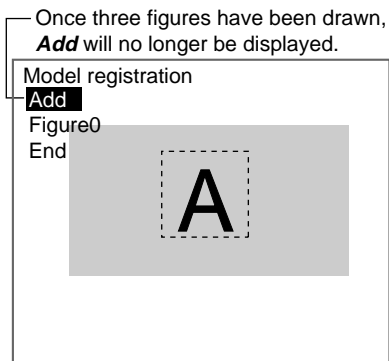 Once three figures have been drawn,
Add will no longer be displayed.
Model registration
Add
Figure0
End
A